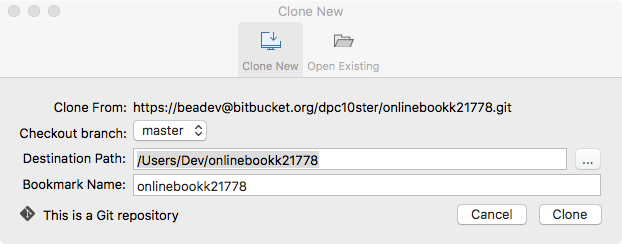 Clone New
Clone New Open Existing
Clone From: https://beadev@bitbucket.org/dpc10ster/onlinebookk21778.git
Checkout branch: master
Destination Path: /Users/Dev/onlinebookk21778 ...
Bookmark Name: onlinebookk21778
This is a Git repository Cancel Clone